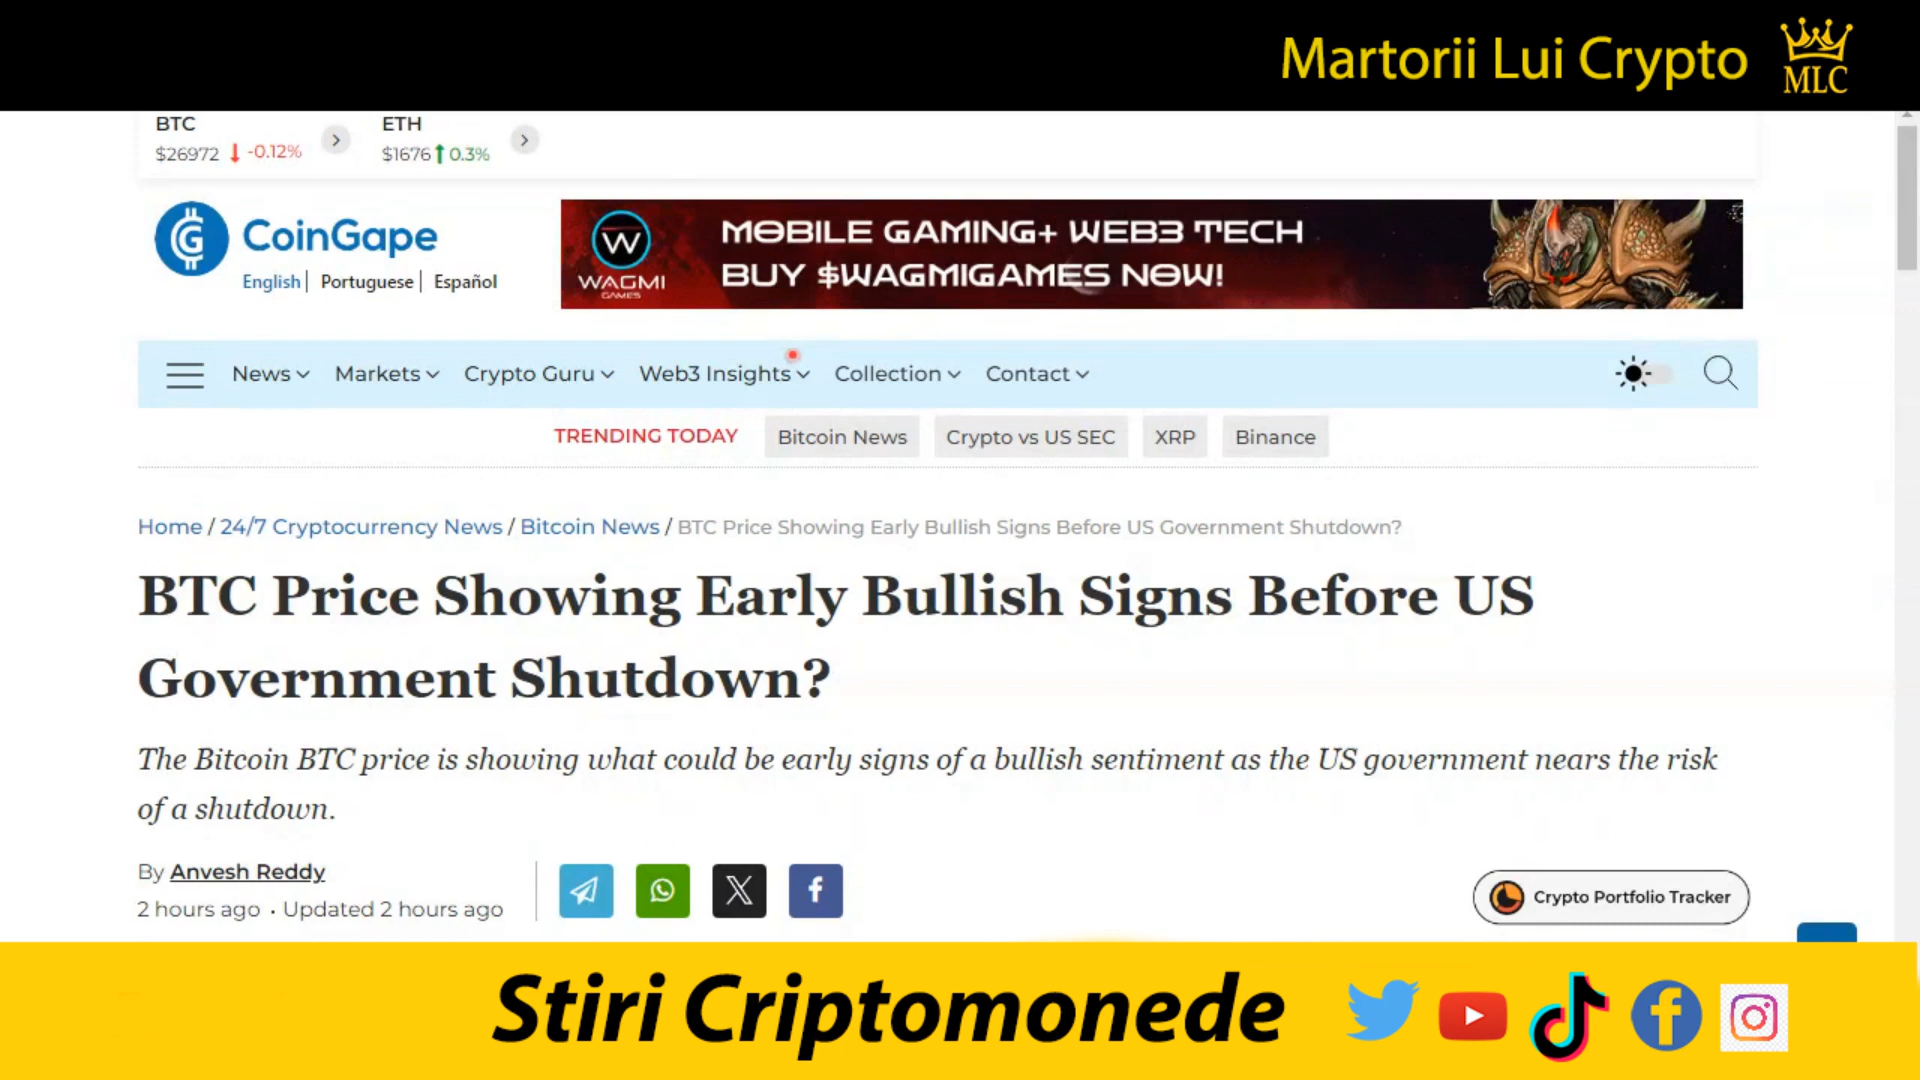 Martorii Lui Crypto
MLC
BTC
$26972 -0.12%
ETH
$1676 0.3%
CoinGape
English | Portuguese | Español
WAGMI
GAMES
MOBILE GAMING+ WEB3 TECH
BUY $WAGMIGAMES NOW!
News Markets Crypto Guru Web3 Insights Collection Contact
TRENDING TODAY Bitcoin News Crypto vs US SEC XRP Binance
Home / 24/7 Cryptocurrency News / Bitcoin News / BTC Price Showing Early Bullish Signs Before US Government Shutdown?
BTC Price Showing Early Bullish Signs Before US
Government Shutdown?
The Bitcoin BTC price is showing what could be early signs of a bullish sentiment as the US government nears the risk
of a shutdown.
By Anvesh Reddy
2 hours ago • Updated 2 hours ago
Crypto Portfolio Tracker
Stiri Criptomonede